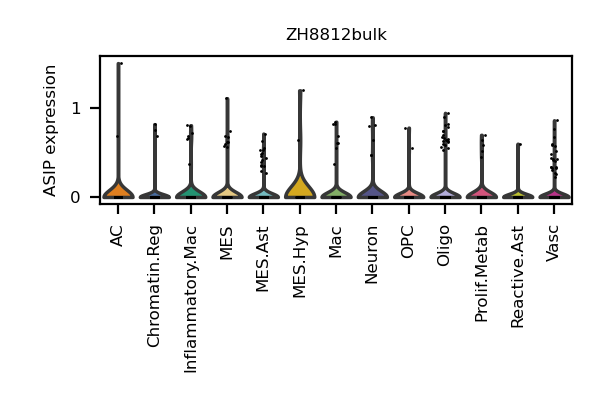 ZH8812bulk
ASIP expression
1
0
AC
Chromatin.Reg
Inflammatory.Mac
MES
MES.Ast
MES.Hyp
Mac
Neuron
OPC
Oligo
Prolif.Metab
Reactive.Ast
Vasc